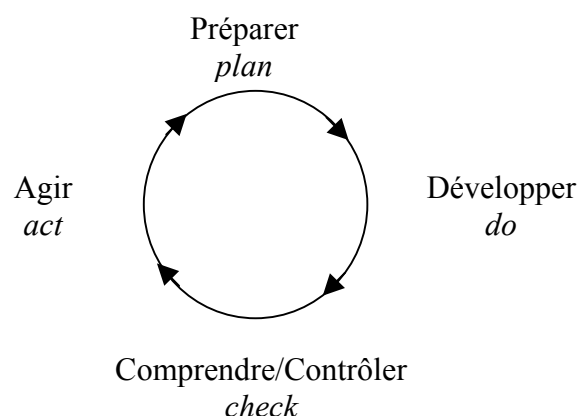 Préparer
plan
Agir
act
Développer
do
Comprendre/Contrôler
check